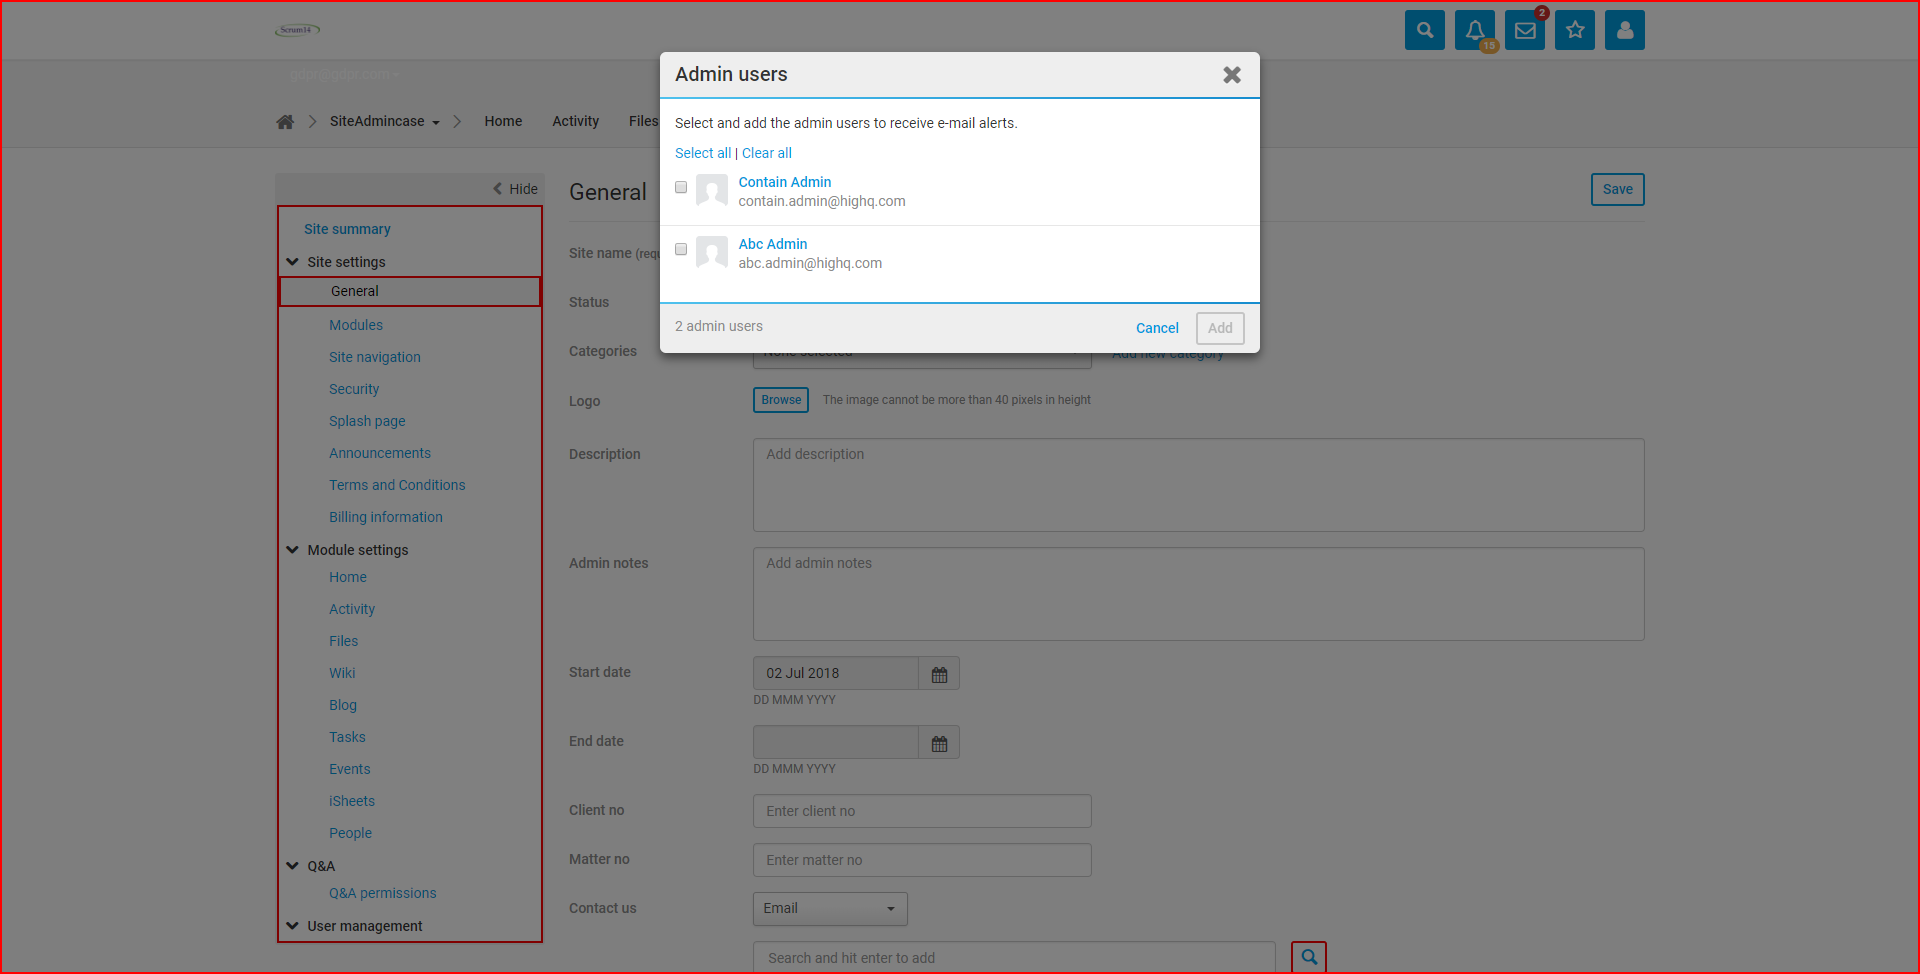 Scrum14
15
2
gdpr@gdpr.com
Admin users
SiteAdmincase
Home
Activity
Files
Select and add the admin users to receive e-mail alerts.
Select all | Clear all
Contain Admin
contain.admin@highq.com
Abc Admin
abc.admin@highq.com
2 admin users
Cancel
Add
Hide
Site summary
Site settings
General
Modules
Site navigation
Security
Splash page
Announcements
Terms and Conditions
Billing information
Module settings
Home
Activity
Files
Wiki
Blog
Tasks
Events
iSheets
People
Q&A
Q&A permissions
User management
General
Save
Site name
Status
Categories
None selected
Add new category
Logo
Browse
The image cannot be more than 40 pixels in height
Description
Add description
Admin notes
Add admin notes
Start date
02 Jul 2018
DD MMM YYYY
End date
DD MMM YYYY
Client no
Enter client no
Matter no
Enter matter no
Contact us
Email
Search and hit enter to add